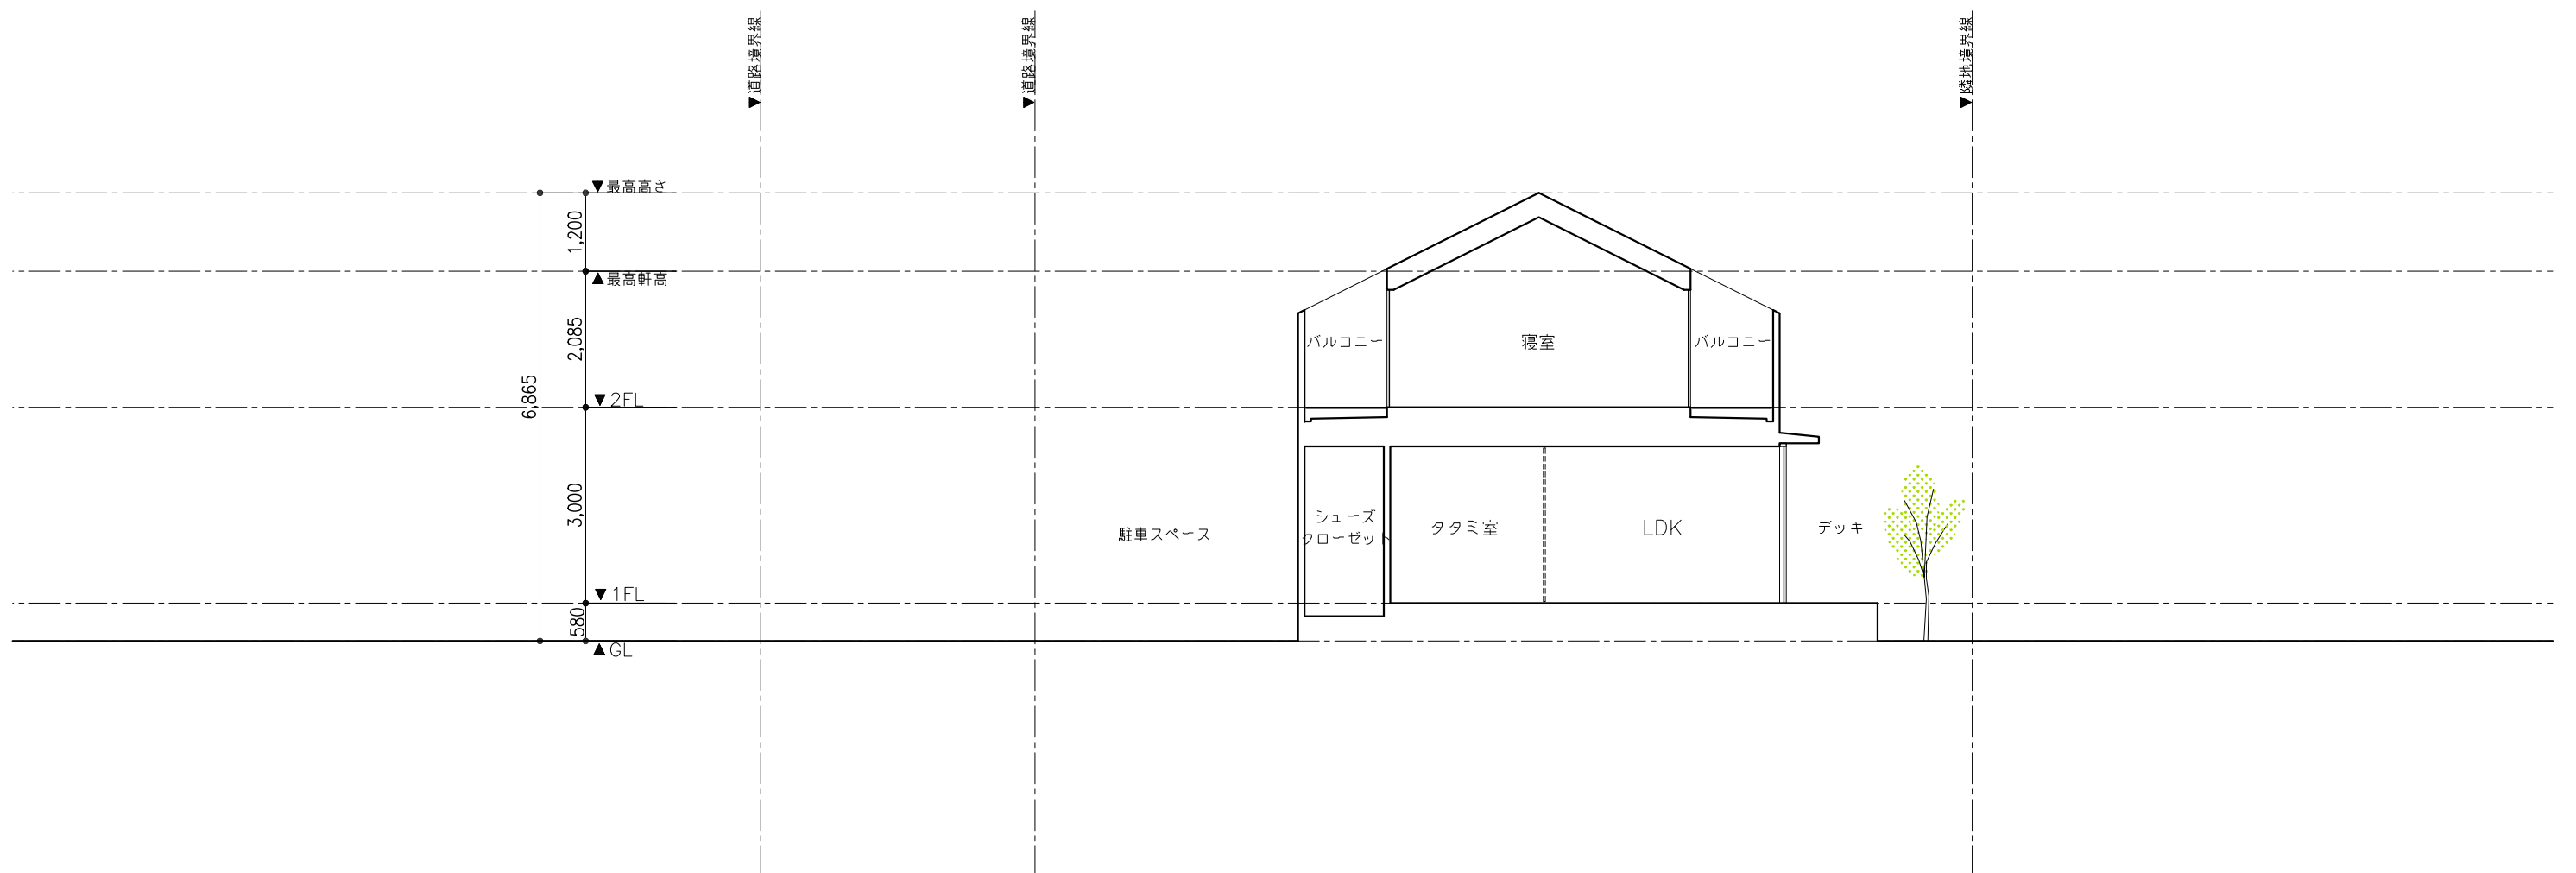 ▼道路境界線
▼道路境界線
▼隣地境界線
▼最高高さ
1,200
▲最高軒高
2,085
6,865
▼2FL
3,000
▼1FL
580
▲GL
バルコニー
寝室
バルコニー
駐車スペース
シューズ
クローゼット
タタミ室
LDK
デッキ